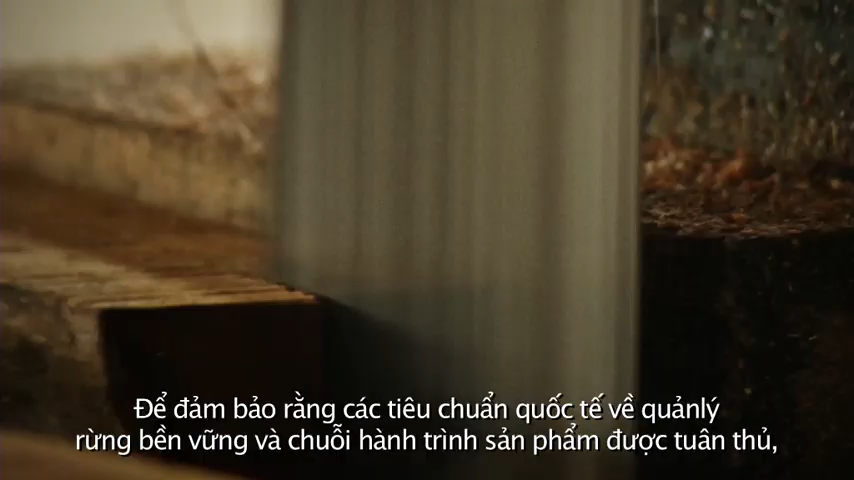 Để đảm bảo rằng các tiêu chuẩn quốc tế về quảnlý
rừng bền vững và chuỗi hành trình sản phẩm được tuân thủ,